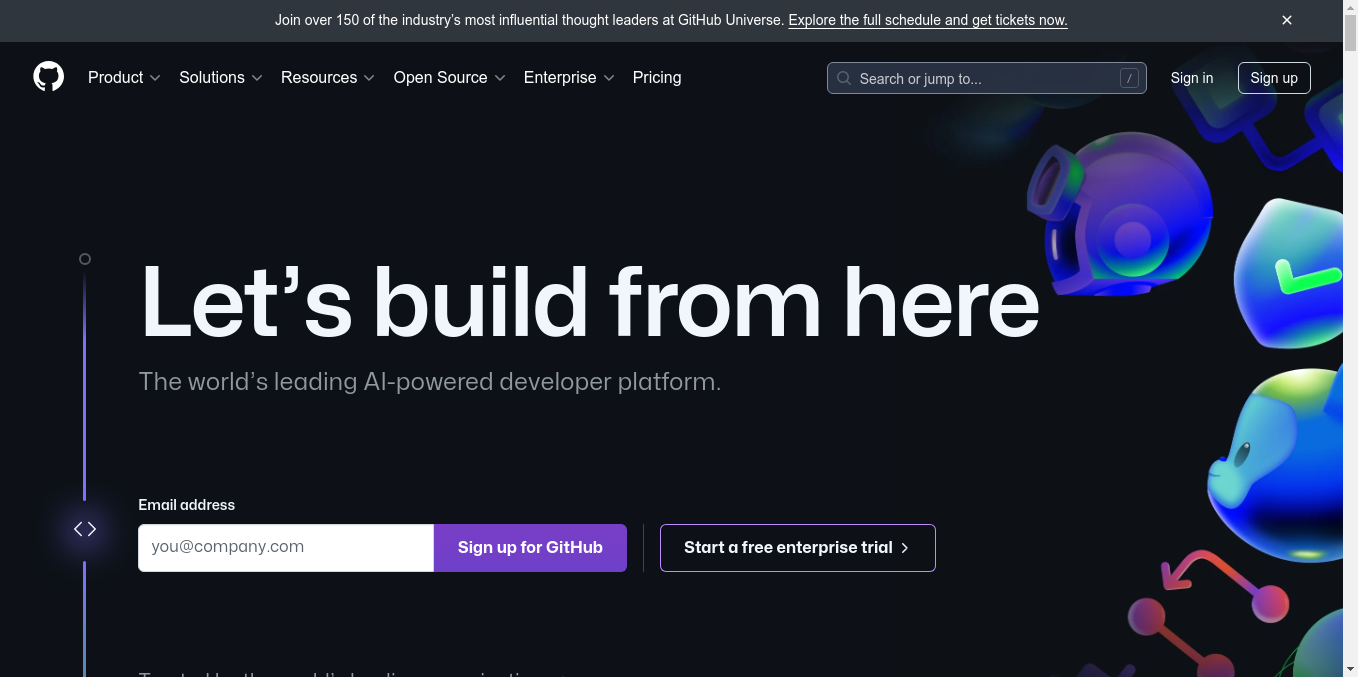 Join over 150 of the industry's most influential thought leaders at GitHub Universe. Explore the full schedule and get tickets now.
Product Solutions Resources Open Source Enterprise Pricing Search or jump to... / Sign in Sign up
Let's build from here
The world's leading AI-powered developer platform.
Email address
you@company.com Sign up for GitHub Start a free enterprise trial